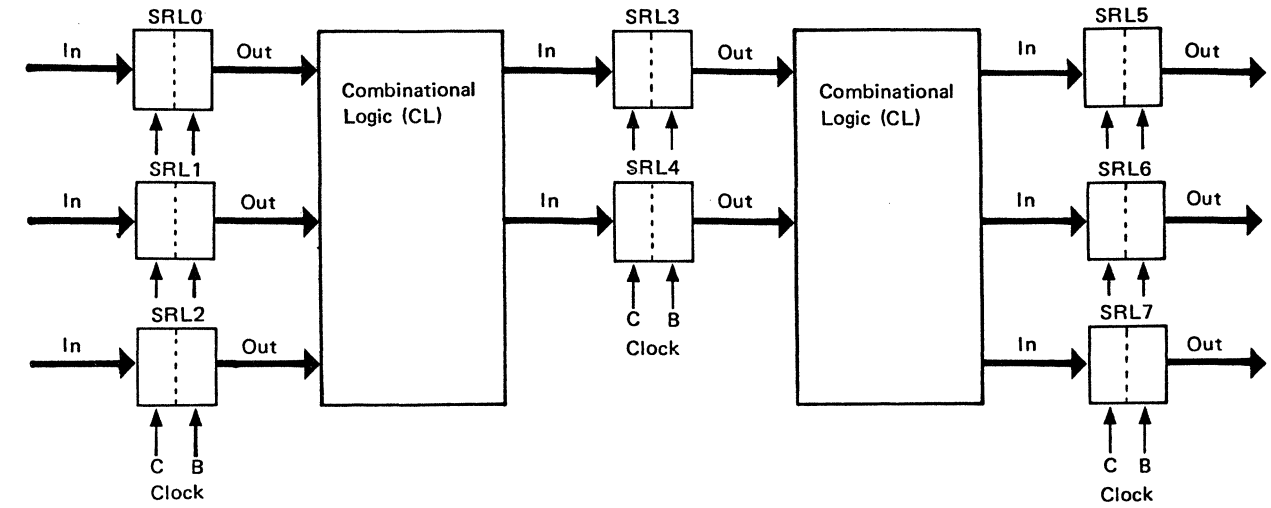 SRL0
In
Out
SRL1
In
Out
SRL2
In
Out
C B
Clock
Combinational
Logic (CL)
SRL3
In
Out
SRL4
In
Out
C B
Clock
Combinational
Logic (CL)
SRL5
In
Out
SRL6
In
Out
SRL7
In
Out
C B
Clock